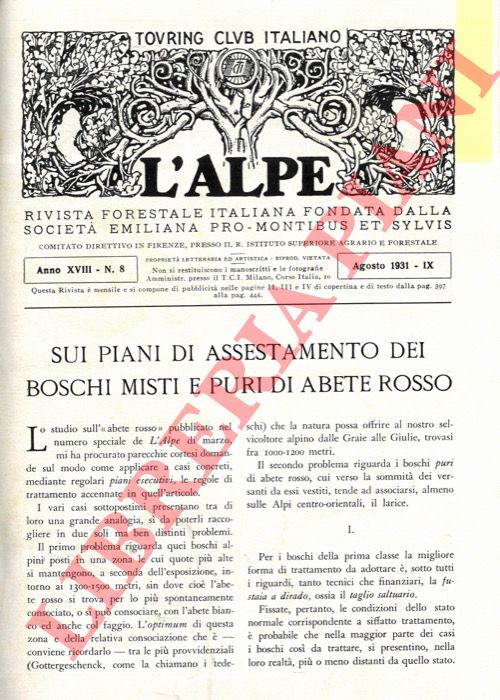 TOVRING CLVB ITALIANO
L'ALPE
RIVISTA FORESTALE ITALIANA FONDATA DALLA
SOCIETÀ EMILIANA PRO-MONTIBUS ET SYLVIS
COMITATO DIRETTIVO IN FIRENZE, PRESSO IL R. ISTITUTO SUPERIORE AGRARIO E FORESTALE
Anno XVIII - N. 8
PROPRIETÀ LETTERARIA ED ARTISTICA - RIPROD. VIETATA
Non si restituiscono i manoscritti e le fotografie
Amministr. presso il T.C.I. Milano, Corso Italia, 10
Agosto 1931 - IX
Questa Rivista è mensile e si compone di pubblicità nelle pagine II, III e IV di copertina e di testo dalla pag. 397
alla pag. 444.
SUI PIANI DI ASSESTAMENTO DEI
BOSCHI MISTI E PURI DI ABETE ROSSO
Lo studio sull'« abete rosso » pubblicato nel
numero speciale de L'Alpe di marzo,
mi ha procurato parecchie cortesi doman-
de sul modo come applicare a casi concreti,
mediante regolari piani esecutivi, le regole di
trattamento accennate in quell'articolo.
I vari casi sottopostimi presentano tra di
loro una grande analogia, sì da poterli racco-
gliere in due soli ma ben distinti problemi.
Il primo problema riguarda quei boschi al-
pini posti in una zona le cui quote più alte
si mantengono, a seconda dell'esposizione, in-
torno ai 1300-1500 metri, sin dove cioè l'abe-
te rosso si trova per lo più spontaneamente
consociato, o si può consociare, con l'abete bian-
co ed anche col faggio. L'optimum di questa
zona e della relativa consociazione che è —
conviene ricordarlo — tra le più provvidenziali
(Gottergeschenck, come la chiamano i tede-
schi) che la natura possa offrire al nostro sel-
vicoltore alpino dalle Graie alle Giulie, trovasi
fra 1000-1200 metri.
Il secondo problema riguarda i boschi puri
di abete rosso, cui verso la sommità dei ver-
santi da essi vestiti, tende ad associarsi, almeno
sulle Alpi centro-orientali, il larice.
I.
Per i boschi della prima classe la migliore
forma di trattamento da adottare è, sotto tutti
i riguardi, tanto tecnici che finanziari, la fu-
staia a dirado, ossia il taglio saltuario.
Fissate, pertanto, le condizioni dello stato
normale corrispondente a siffatto trattamento,
è probabile che nella maggior parte dei casi
i boschi così da trattare, si presentino, nella
loro realtà, più o meno distanti da quello stato.
LIBRERIA PIANI